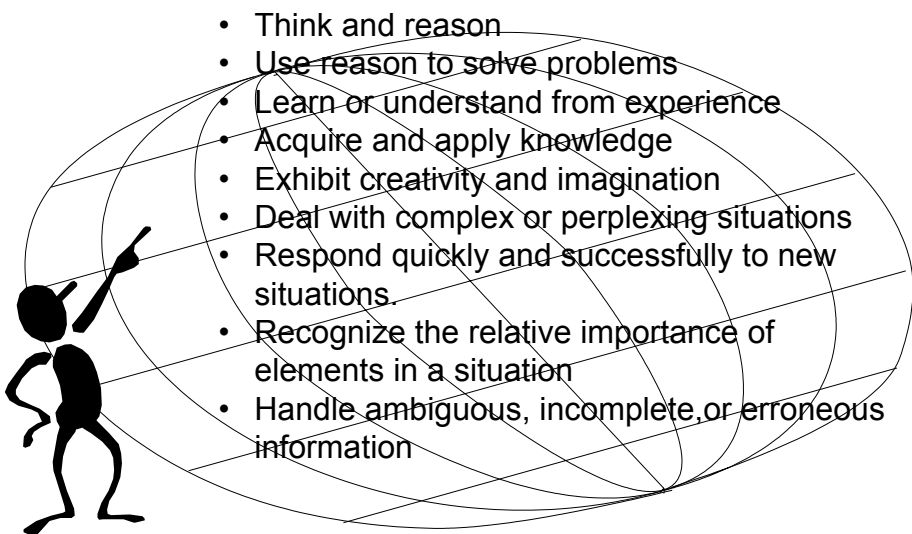 • Think and reason
• Use reason to solve problems
• Learn or understand from experience
• Acquire and apply knowledge
• Exhibit creativity and imagination
• Deal with complex or perplexing situations
• Respond quickly and successfully to new
situations.
• Recognize the relative importance of
elements in a situation
• Handle ambiguous, incomplete,or erroneous
information